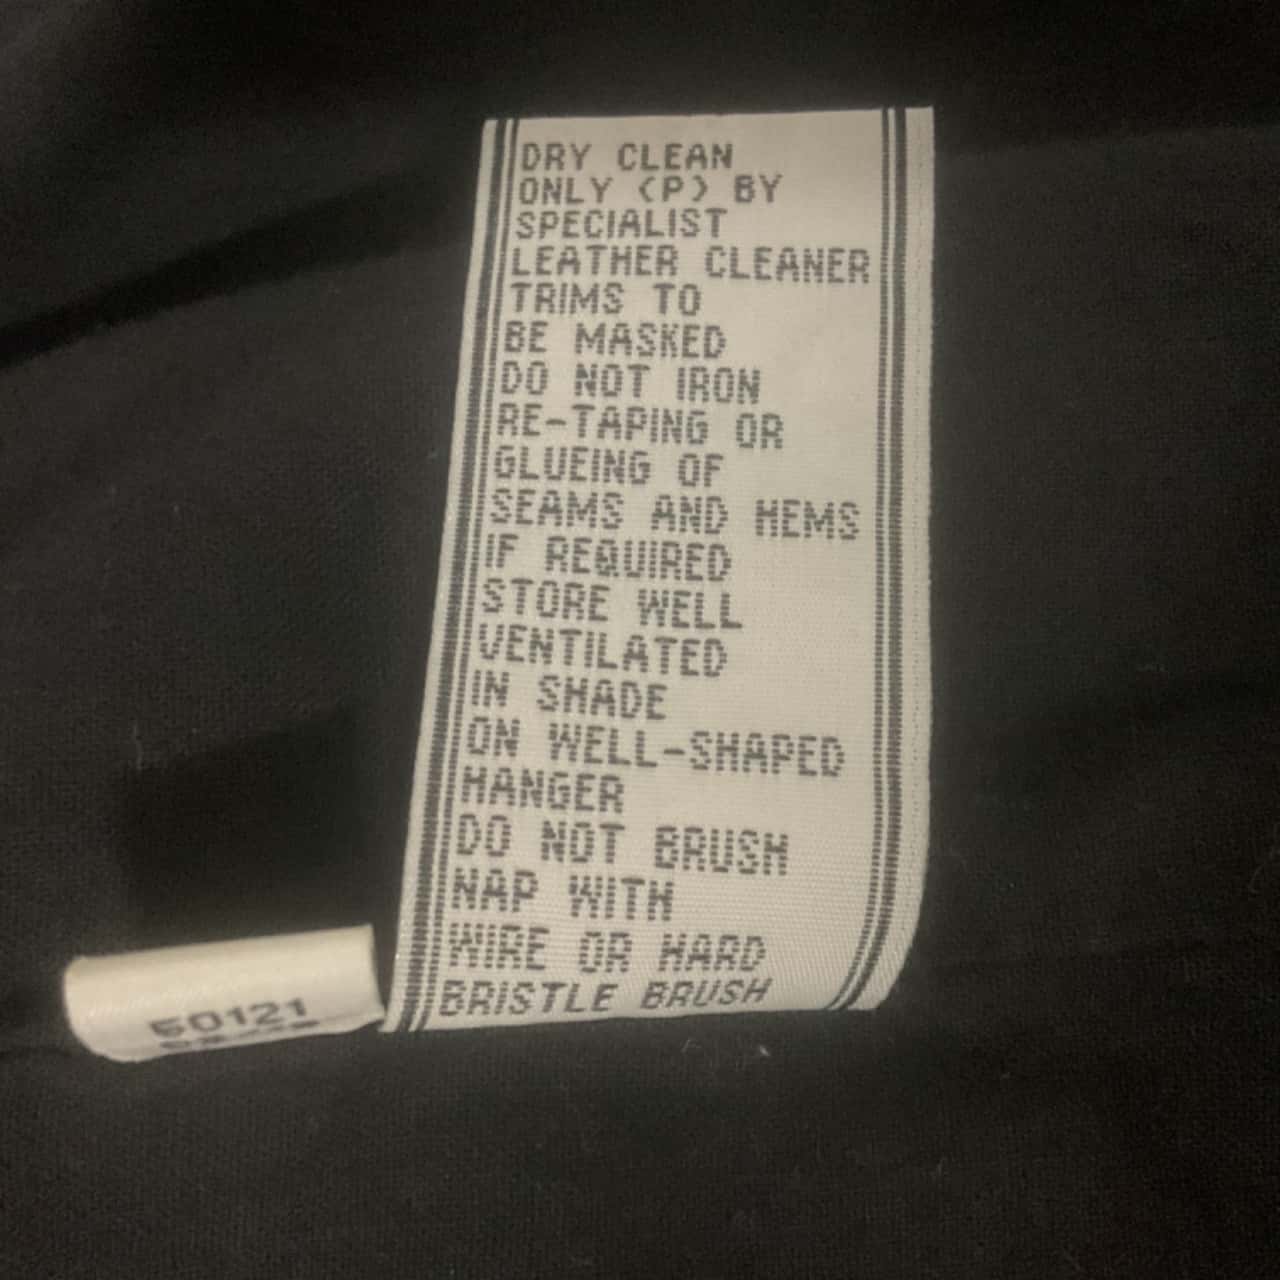 DRY CLEAN
ONLY (P) BY
SPECIALIST
LEATHER CLEANER
TRIMS TO
BE MASKED
DO NOT IRON
RE-TAPING OR
GLUEING OF
SEAMS AND HEMS
IF REQUIRED
STORE WELL
VENTILATED
IN SHADE
ON WELL-SHAPED
HANGER
DO NOT BRUSH
NAP WITH
WIRE OR HARD
BRISTLE BRUSH
60121